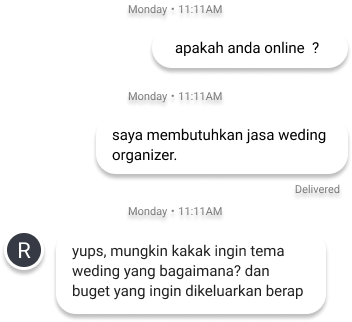 Monday • 11:11AM
apakah anda online ?
Monday • 11:11AM
saya membutuhkan jasa weding
organizer.
Delivered
Monday • 11:11AM
R
yups, mungkin kakak ingin tema
weding yang bagaimana? dan
buget yang ingin dikeluarkan berap